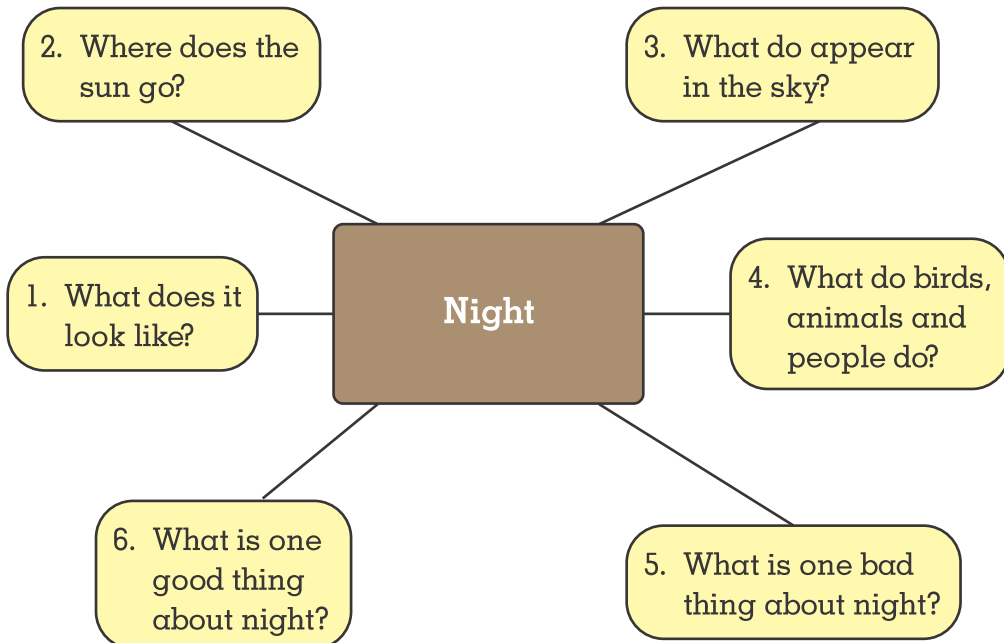 2. Where does the
sun go?
3. What do appear
in the sky?
1. What does it
look like?
Night
4. What do birds,
animals and
people do?
6. What is one
good thing
about night?
5. What is one bad
thing about night?